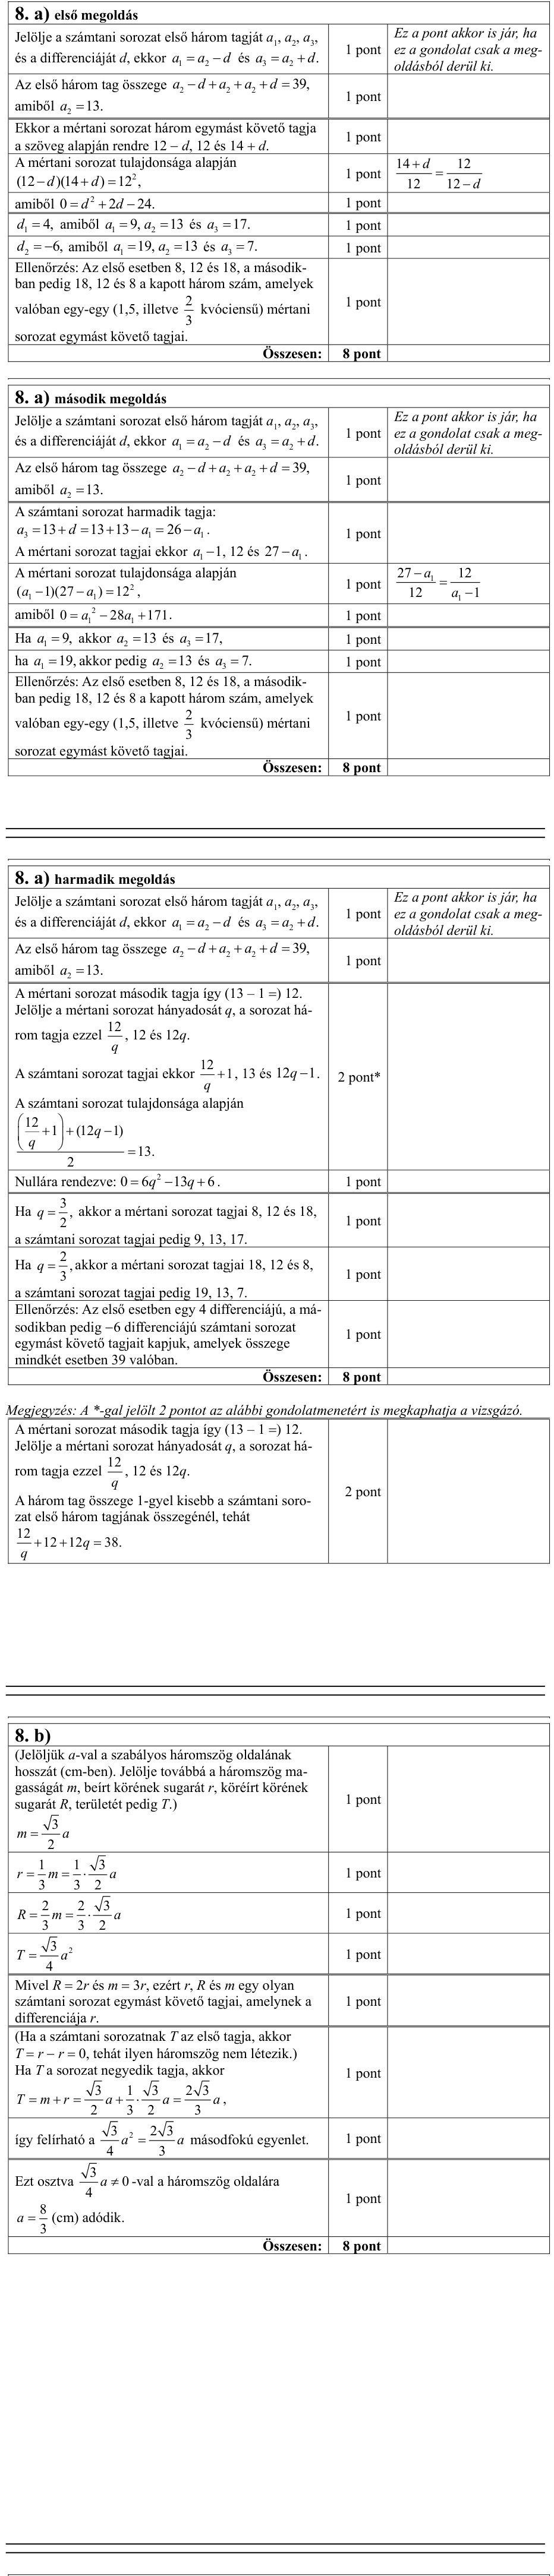 8. a) első megoldás
Jelölje a számtani sorozat első három tagját a₁, a₂, a₃,
és a differenciáját d, ekkor a₁ = a₂ − d és a₃ = a₂ + d.
1 pont
Ez a pont akkor is jár, ha
ez a gondolat csak a meg-
oldásból derül ki.
Az első három tag összege a₂ − d + a₂ + a₂ + d = 39,
amiből a₂ = 13.
1 pont
Ekkor a mértani sorozat három egymást követő tagja
a szöveg alapján rendre 12 – d, 12 és 14 + d.
1 pont
A mértani sorozat tulajdonsága alapján
(12 − d)(14 + d) = 12²,
1 pont
(14 + d)/12 = 12/(12 − d)
amiből 0 = d² + 2d − 24.
1 pont
d₁ = 4, amiből a₁ = 9, a₂ = 13 és a₃ = 17.
1 pont
d₂ = −6, amiből a₁ = 19, a₂ = 13 és a₃ = 7.
1 pont
Ellenőrzés: Az első esetben 8, 12 és 18, a második-
ban pedig 18, 12 és 8 a kapott három szám, amelyek
valóban egy-egy (1,5, illetve 2/3 kvóciensű) mértani
sorozat egymást követő tagjai.
1 pont
Összesen: 8 pont
8. a) második megoldás
Jelölje a számtani sorozat első három tagját a₁, a₂, a₃,
és a differenciáját d, ekkor a₁ = a₂ − d és a₃ = a₂ + d.
1 pont
Ez a pont akkor is jár, ha
ez a gondolat csak a meg-
oldásból derül ki.
Az első három tag összege a₂ − d + a₂ + a₂ + d = 39,
amiből a₂ = 13.
1 pont
A számtani sorozat harmadik tagja:
a₃ = 13 + d = 13 + 13 − a₁ = 26 − a₁.
A mértani sorozat tagjai ekkor a₁ − 1, 12 és 27 − a₁.
1 pont
A mértani sorozat tulajdonsága alapján
(a₁ − 1)(27 − a₁) = 12²,
1 pont
(27 − a₁)/12 = 12/(a₁ − 1)
amiből 0 = a₁² − 28a₁ + 171.
1 pont
Ha a₁ = 9, akkor a₂ = 13 és a₃ = 17,
1 pont
ha a₁ = 19, akkor pedig a₂ = 13 és a₃ = 7.
1 pont
Ellenőrzés: Az első esetben 8, 12 és 18, a második-
ban pedig 18, 12 és 8 a kapott három szám, amelyek
valóban egy-egy (1,5, illetve 2/3 kvóciensű) mértani
sorozat egymást követő tagjai.
1 pont
Összesen: 8 pont
8. a) harmadik megoldás
Jelölje a számtani sorozat első három tagját a₁, a₂, a₃,
és a differenciáját d, ekkor a₁ = a₂ − d és a₃ = a₂ + d.
1 pont
Ez a pont akkor is jár, ha
ez a gondolat csak a meg-
oldásból derül ki.
Az első három tag összege a₂ − d + a₂ + a₂ + d = 39,
amiből a₂ = 13.
1 pont
A mértani sorozat második tagja így (13 – 1 =) 12.
Jelölje a mértani sorozat hányadosát q, a sorozat há-
rom tagja ezzel 12/q, 12 és 12q.
A számtani sorozat tagjai ekkor 12/q + 1, 13 és 12q − 1.
A számtani sorozat tulajdonsága alapján
((12/q + 1) + (12q − 1))/2 = 13.
2 pont*
Nullára rendezve: 0 = 6q² − 13q + 6.
1 pont
Ha q = 3/2, akkor a mértani sorozat tagjai 8, 12 és 18,
a számtani sorozat tagjai pedig 9, 13, 17.
1 pont
Ha q = 2/3, akkor a mértani sorozat tagjai 18, 12 és 8,
a számtani sorozat tagjai pedig 19, 13, 7.
1 pont
Ellenőrzés: Az első esetben egy 4 differenciájú, a má-
sodikban pedig –6 differenciájú számtani sorozat
egymást követő tagjait kapjuk, amelyek összege
mindkét esetben 39 valóban.
1 pont
Összesen: 8 pont
Megjegyzés: A *-gal jelölt 2 pontot az alábbi gondolatmenetért is megkaphatja a vizsgázó.
A mértani sorozat második tagja így (13 – 1 =) 12.
Jelölje a mértani sorozat hányadosát q, a sorozat há-
rom tagja ezzel 12/q, 12 és 12q.
A három tag összege 1-gyel kisebb a számtani soro-
zat első három tagjának összegénél, tehát
12/q + 12 + 12q = 38.
2 pont
8. b)
(Jelöljük a-val a szabályos háromszög oldalának
hosszát (cm-ben). Jelölje továbbá a háromszög ma-
gasságát m, beírt körének sugarát r, köréírt körének
sugarát R, területét pedig T.)
m = √3/2 a
1 pont
r = 1/3 m = 1/3 · √3/2 a
1 pont
R = 2/3 m = 2/3 · √3/2 a
1 pont
T = √3/4 a²
1 pont
Mivel R = 2r és m = 3r, ezért r, R és m egy olyan
számtani sorozat egymást követő tagjai, amelynek a
differenciája r.
1 pont
(Ha a számtani sorozatnak T az első tagja, akkor
T = r – r = 0, tehát ilyen háromszög nem létezik.)
Ha T a sorozat negyedik tagja, akkor
T = m + r = √3/2 a + 1/3 · √3/2 a = 2√3/3 a,
1 pont
így felírható a √3/4 a² = 2√3/3 a másodfokú egyenlet.
1 pont
Ezt osztva √3/4 a ≠ 0 -val a háromszög oldalára
a = 8/3 (cm) adódik.
1 pont
Összesen: 8 pont